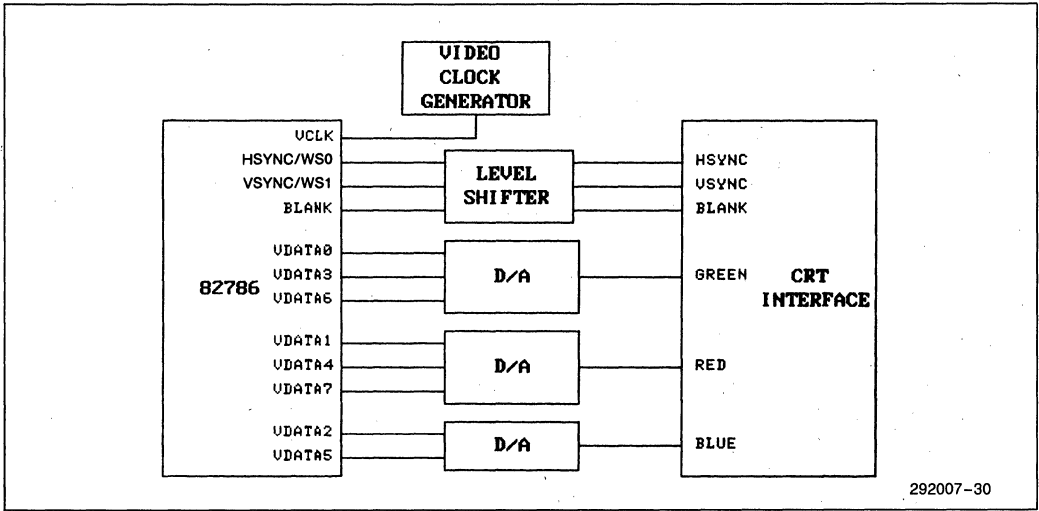 VIDEO
CLOCK
GENERATOR
VCLK
HSYNC/WS0
VSYNC/WS1
BLANK
LEVEL
SHIFTER
HSYNC
VSYNC
BLANK
VDATA0
VDATA3
VDATA6
82786
D/A
GREEN
CRT
INTERFACE
VDATA1
VDATA4
VDATA7
D/A
RED
VDATA2
VDATA5
D/A
BLUE
292007-30